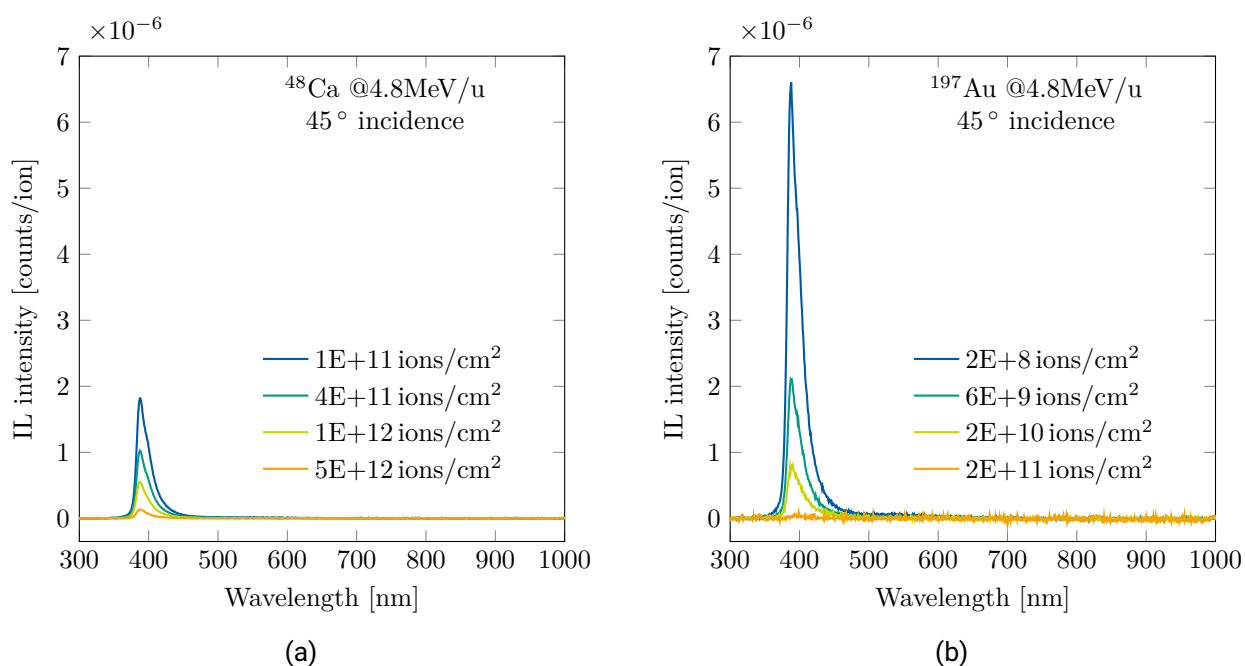 ×10⁻⁶
7
6
5
4
3
2
1
0
300 400 500 600 700 800 900 1000
Wavelength [nm]
IL intensity [counts/ion]
⁴⁸Ca @4.8MeV/u
45° incidence
1E+11 ions/cm²
4E+11 ions/cm²
1E+12 ions/cm²
5E+12 ions/cm²
(a)
×10⁻⁶
7
6
5
4
3
2
1
0
300 400 500 600 700 800 900 1000
Wavelength [nm]
IL intensity [counts/ion]
¹⁹⁷Au @4.8MeV/u
45° incidence
2E+8 ions/cm²
6E+9 ions/cm²
2E+10 ions/cm²
2E+11 ions/cm²
(b)